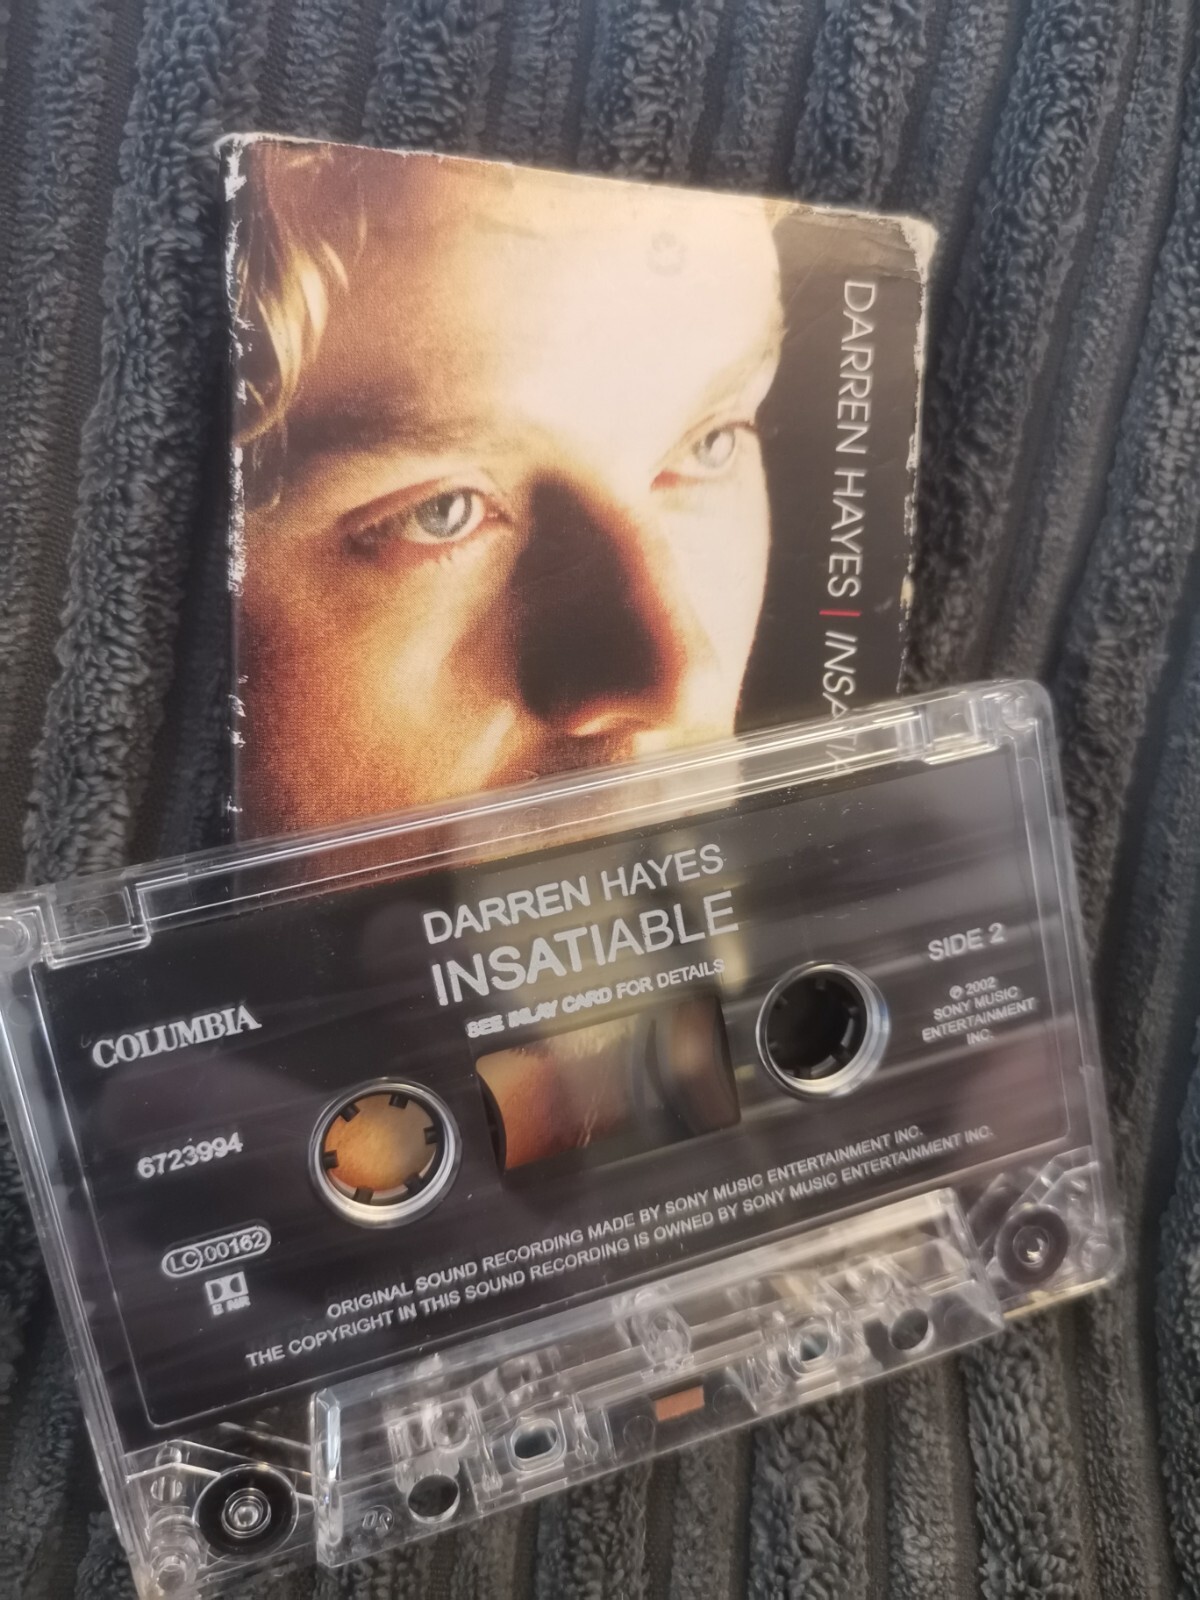 DARREN HAYES | INSATIA
DARREN HAYES
INSATIABLE
SEE INLAY CARD FOR DETAILS
SIDE 2
℗ 2002
SONY MUSIC
ENTERTAINMENT
INC.
COLUMBIA
6723994
LC 00162
B NR
ORIGINAL SOUND RECORDING MADE BY SONY MUSIC ENTERTAINMENT INC.
THE COPYRIGHT IN THIS SOUND RECORDING IS OWNED BY SONY MUSIC ENTERTAINMENT INC.